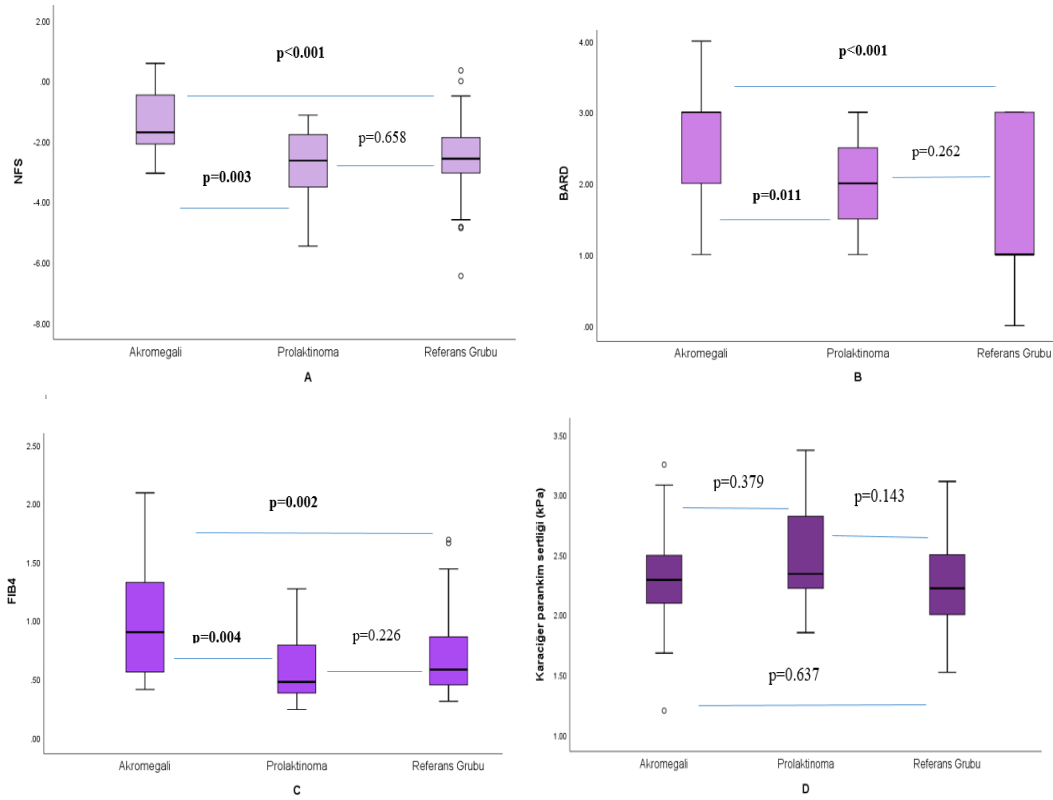 2.00
p<0.001
.00
-2.00
p=0.658
NFS
p=0.003
-4.00
-6.00
-8.00
Akromegali Prolaktinoma Referans Grubu
A
4.00
p<0.001
3.00
p=0.262
BARD
2.00
p=0.011
1.00
.00
Akromegali Prolaktinoma Referans Grubu
B
2.50
2.00
p=0.002
1.50
FIB4
1.00
p=0.004
p=0.226
.50
.00
Akromegali Prolaktinoma Referans Grubu
C
3.50
p=0.379
p=0.143
3.00
Karaciğer parankim sertliği (kPa)
2.50
2.00
p=0.637
1.50
1.00
Akromegali Prolaktinoma Referans Grubu
D